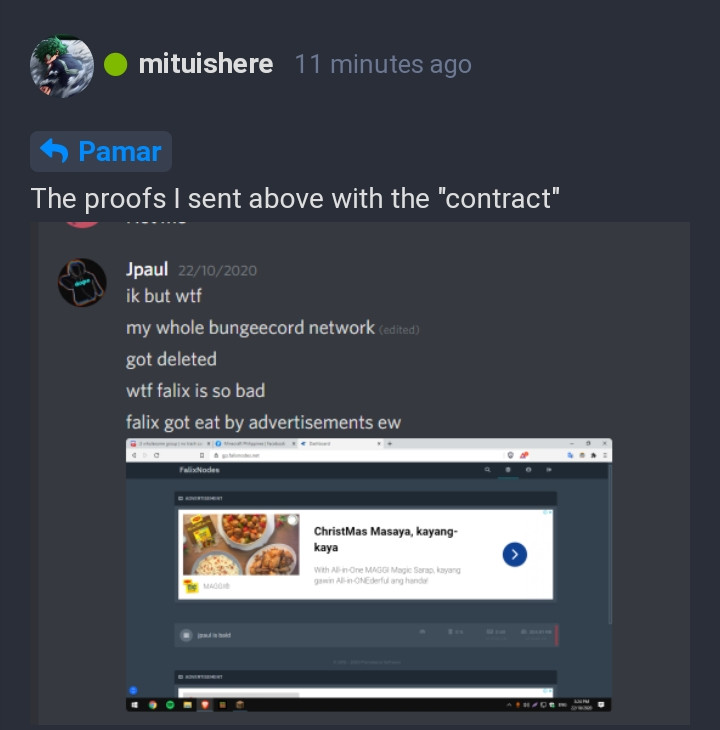 mituishere 11 minutes ago
Pamar
The proofs I sent above with the "contract"
Jpaul 22/10/2020
ik but wtf
my whole bungeecord network (edited)
got deleted
wtf falix is so bad
falix got eat by advertisements ew
Dashboard
FalixNodes
ADVERTISEMENT
ChristMas Masaya, kayang-
kaya
With All-in-One MAGGI Magic Sarap, kayang
gawin All-in-ONEderful ang handa!
MAGGI®
jpaul is bald
ADVERTISEMENT